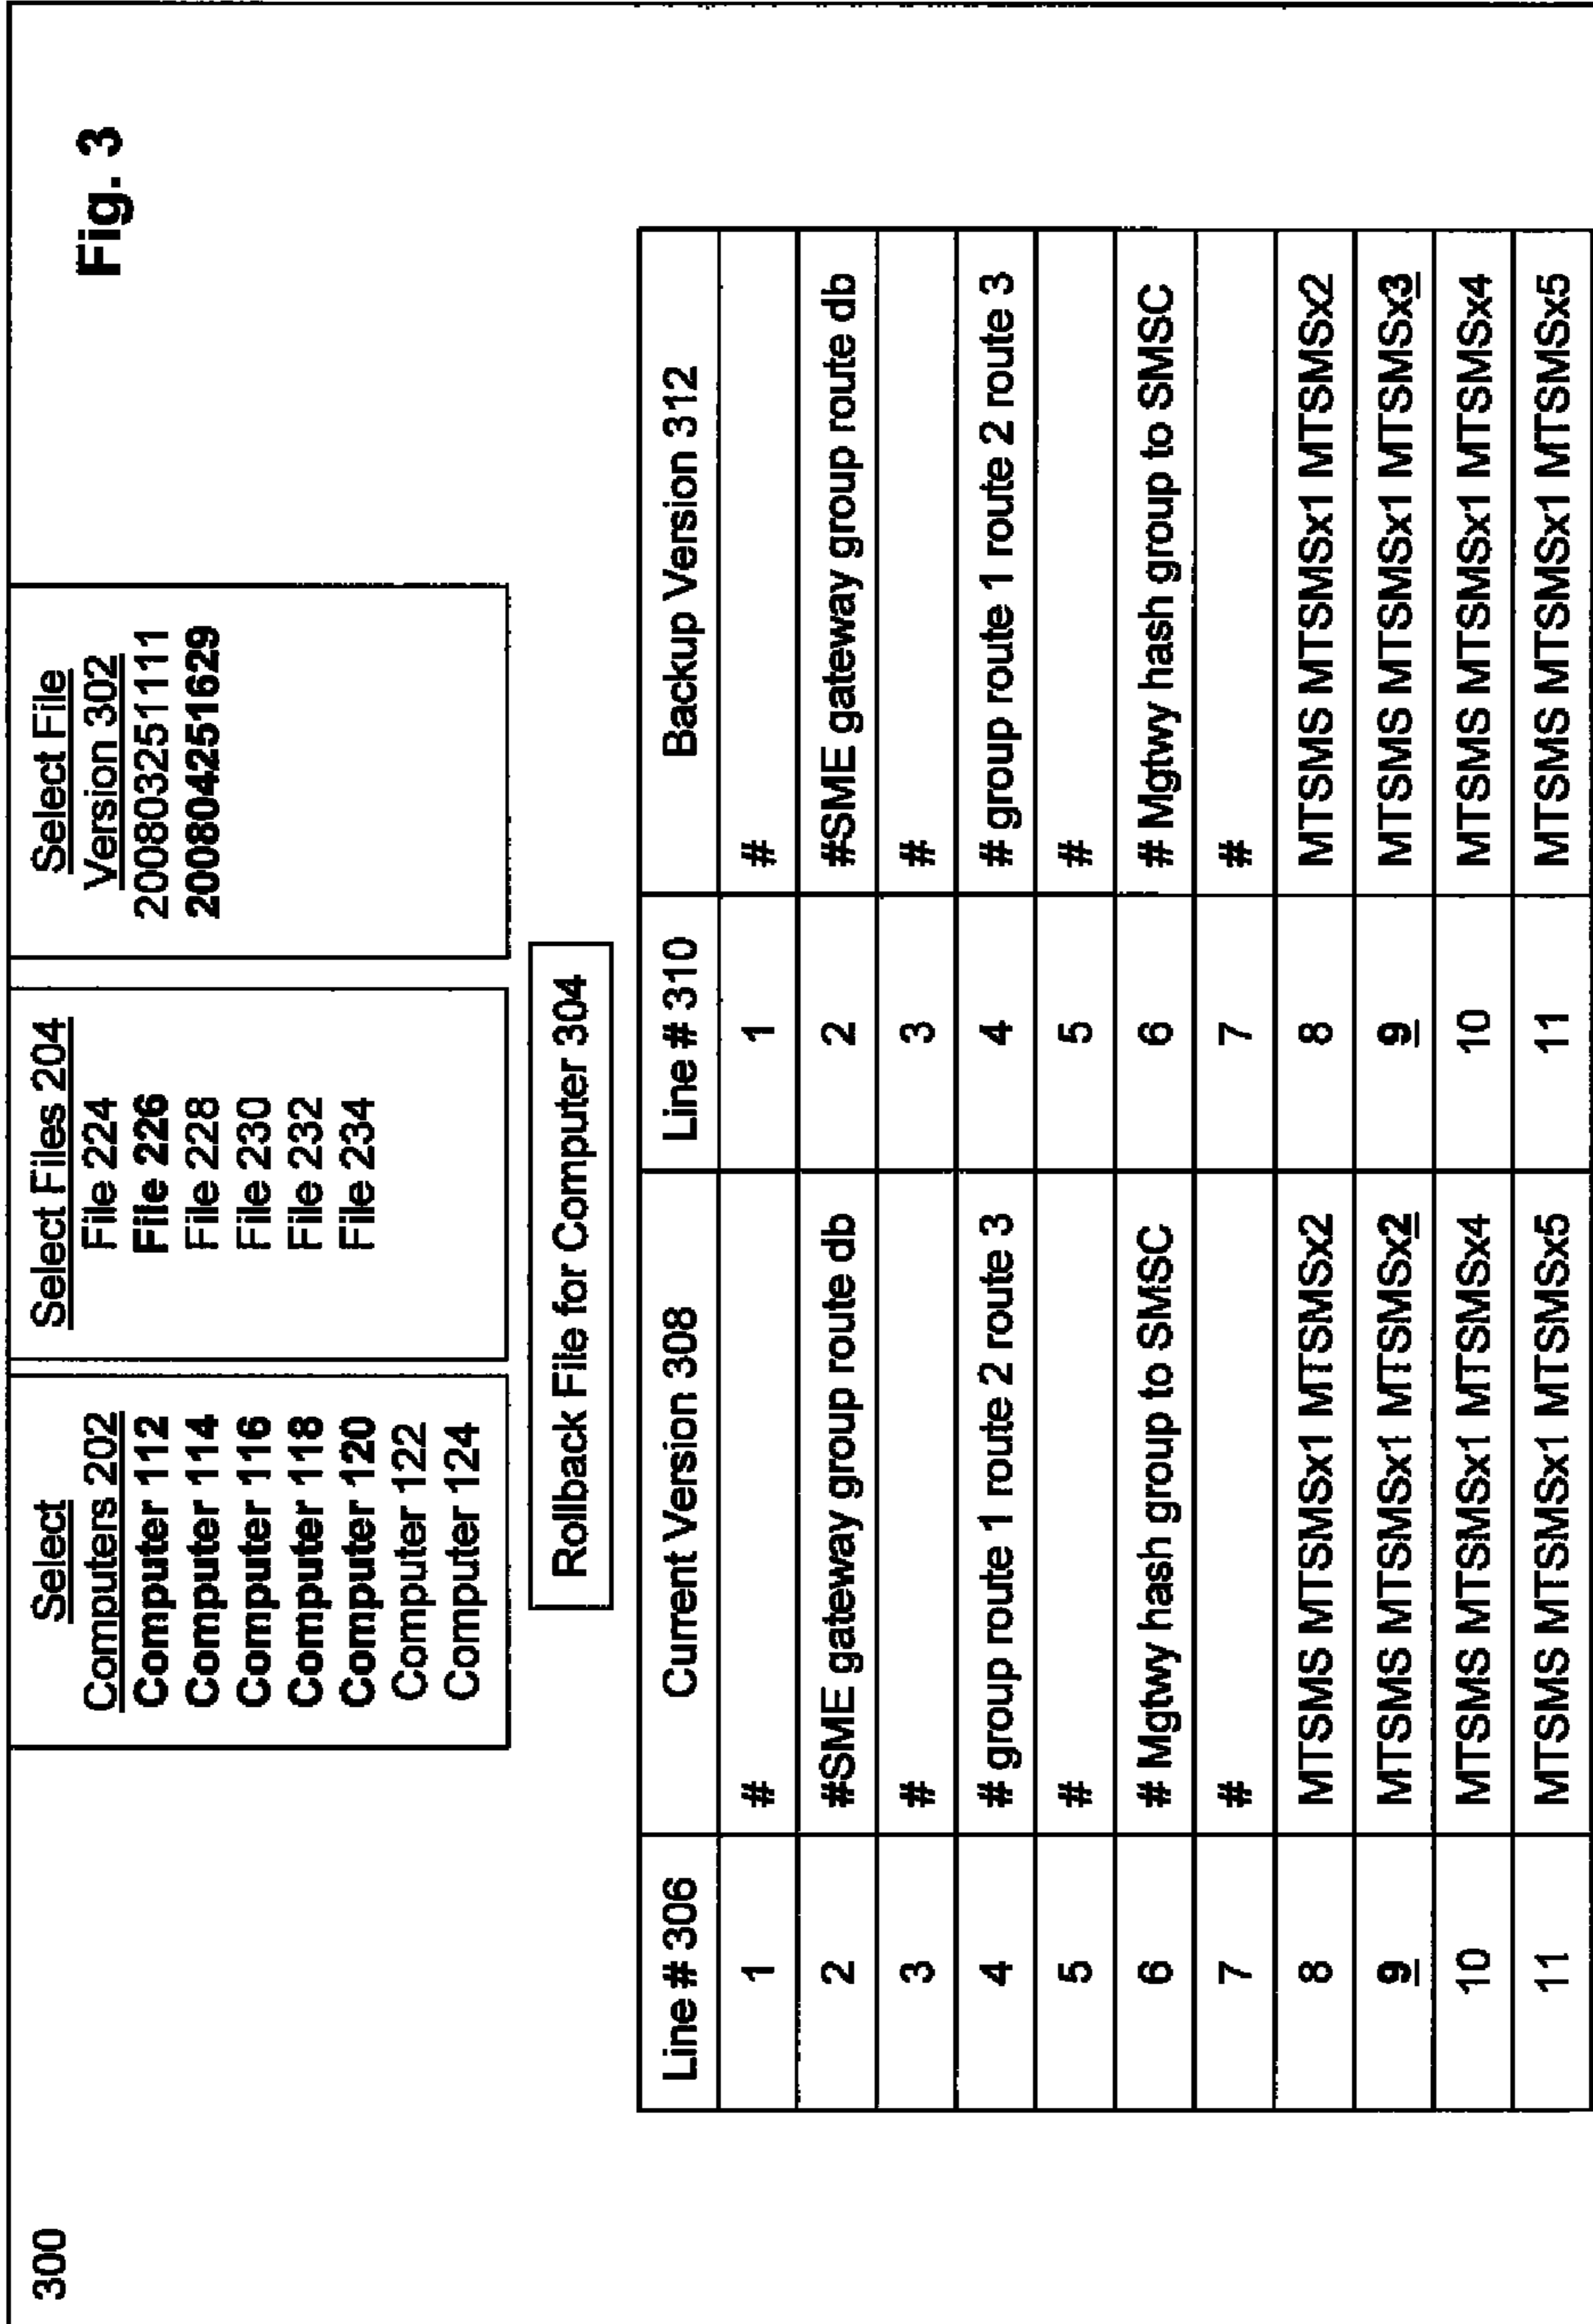 300
Fig. 3
Select
Computers 202
Computer 112
Computer 114
Computer 116
Computer 118
Computer 120
Computer 122
Computer 124
Select Files 204
File 224
File 226
File 228
File 230
File 232
File 234
Select File
Version 302
200803251111
200804251629
Rollback File for Computer 304
Line # 306 Current Version 308 Line # 310 Backup Version 312
1 # 1 #
2 #SME gateway group route db 2 #SME gateway group route db
3 # 3 #
4 # group route 1 route 2 route 3 4 # group route 1 route 2 route 3
5 # 5 #
6 # Mgtwy hash group to SMSC 6 # Mgtwy hash group to SMSC
7 # 7 #
8 MTSMS MTSMSx1 MTSMSx2 8 MTSMS MTSMSx1 MTSMSx2
9 MTSMS MTSMSx1 MTSMSx2 9 MTSMS MTSMSx1 MTSMSx3
10 MTSMS MTSMSx1 MTSMSx4 10 MTSMS MTSMSx1 MTSMSx4
11 MTSMS MTSMSx1 MTSMSx5 11 MTSMS MTSMSx1 MTSMSx5